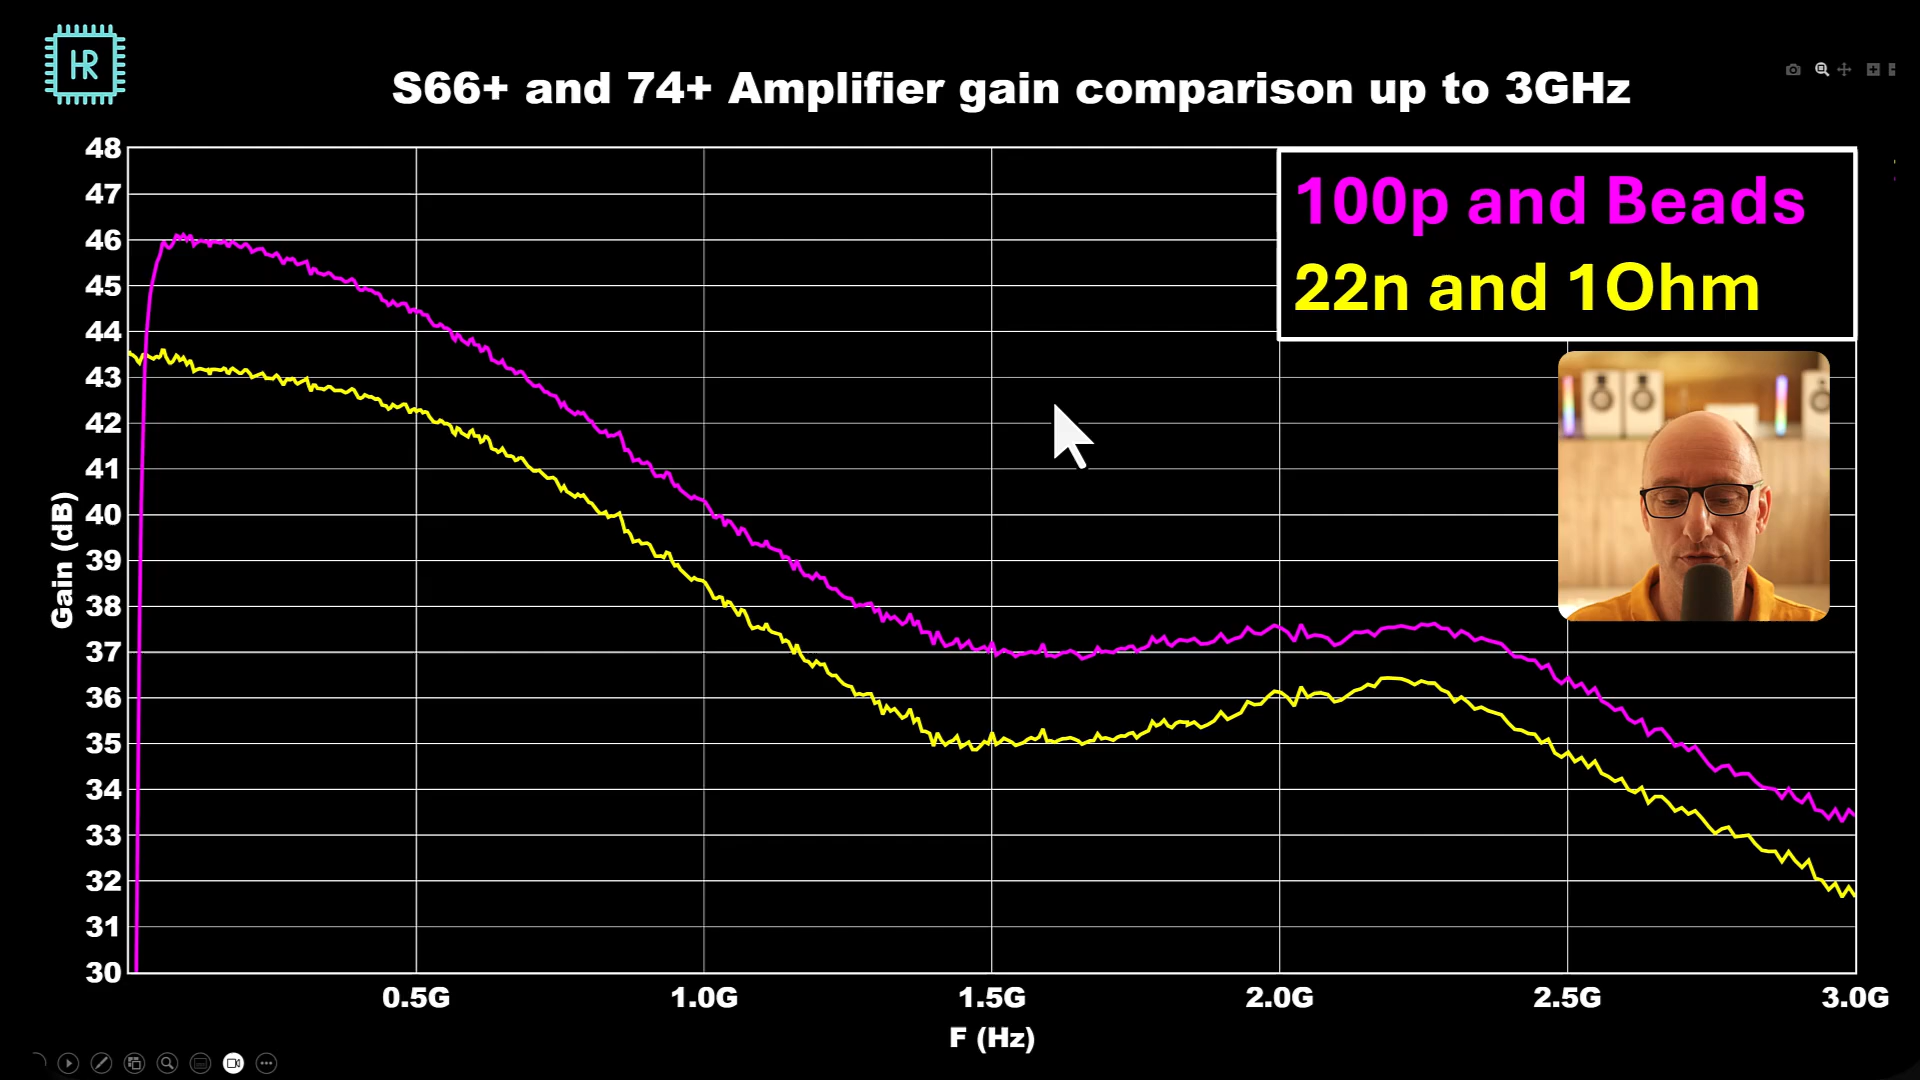 HR
S66+ and 74+ Amplifier gain comparison up to 3GHz
100p and Beads
22n and 1Ohm
Gain (dB)
48
47
46
45
44
43
42
41
40
39
38
37
36
35
34
33
32
31
30
0.5G 1.0G 1.5G 2.0G 2.5G 3.0G
F (Hz)